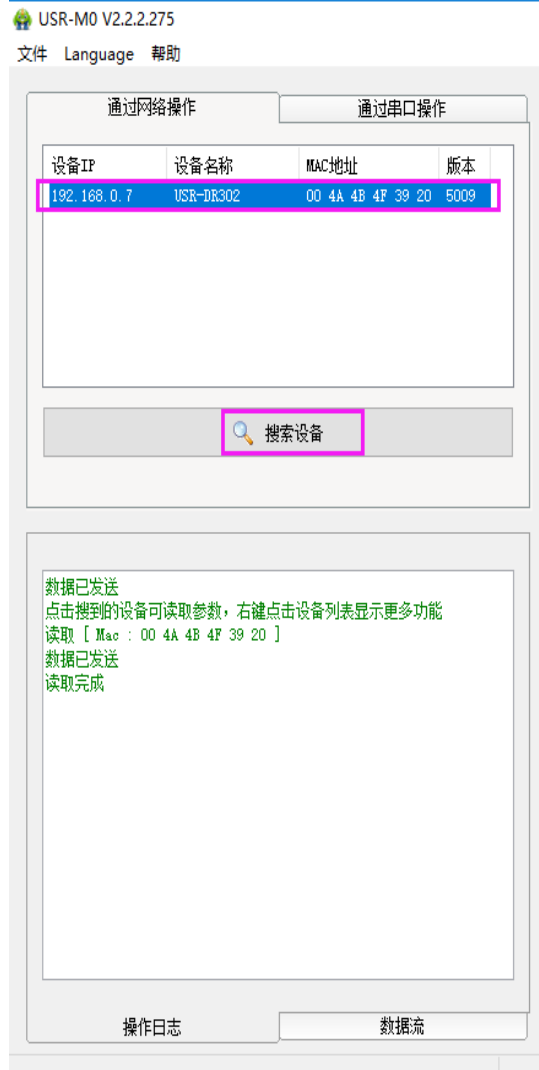 USR-M0 V2.2.2.275
文件 Language 帮助
通过网络操作 通过串口操作
设备IP 设备名称 MAC地址 版本
192.168.0.7 USR-DR302 00 4A 4B 4F 39 20 5009
搜索设备
数据已发送
点击搜到的设备可读取参数，右键点击设备列表显示更多功能
读取 [ Mac : 00 4A 4B 4F 39 20 ]
数据已发送
读取完成
操作日志 数据流